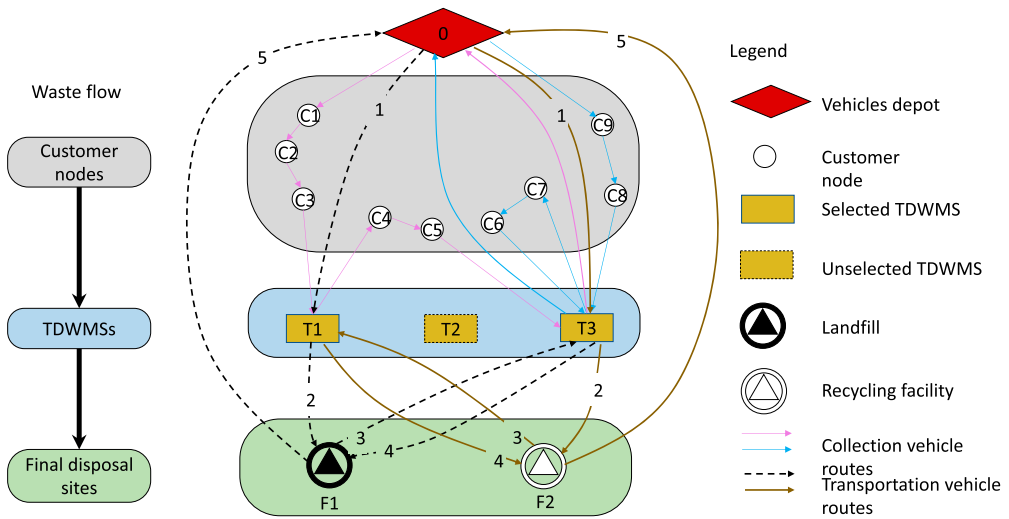 Waste flow
Customer
nodes
TDWMSs
Final disposal
sites
0
5
5
1
1
C1
C2
C3
C4
C5
C6
C7
C8
C9
T1
T2
T3
2
2
3
4
3
4
F1
F2
Legend
Vehicles depot
Customer
node
Selected TDWMS
Unselected TDWMS
Landfill
Recycling facility
Collection vehicle
routes
Transportation vehicle
routes